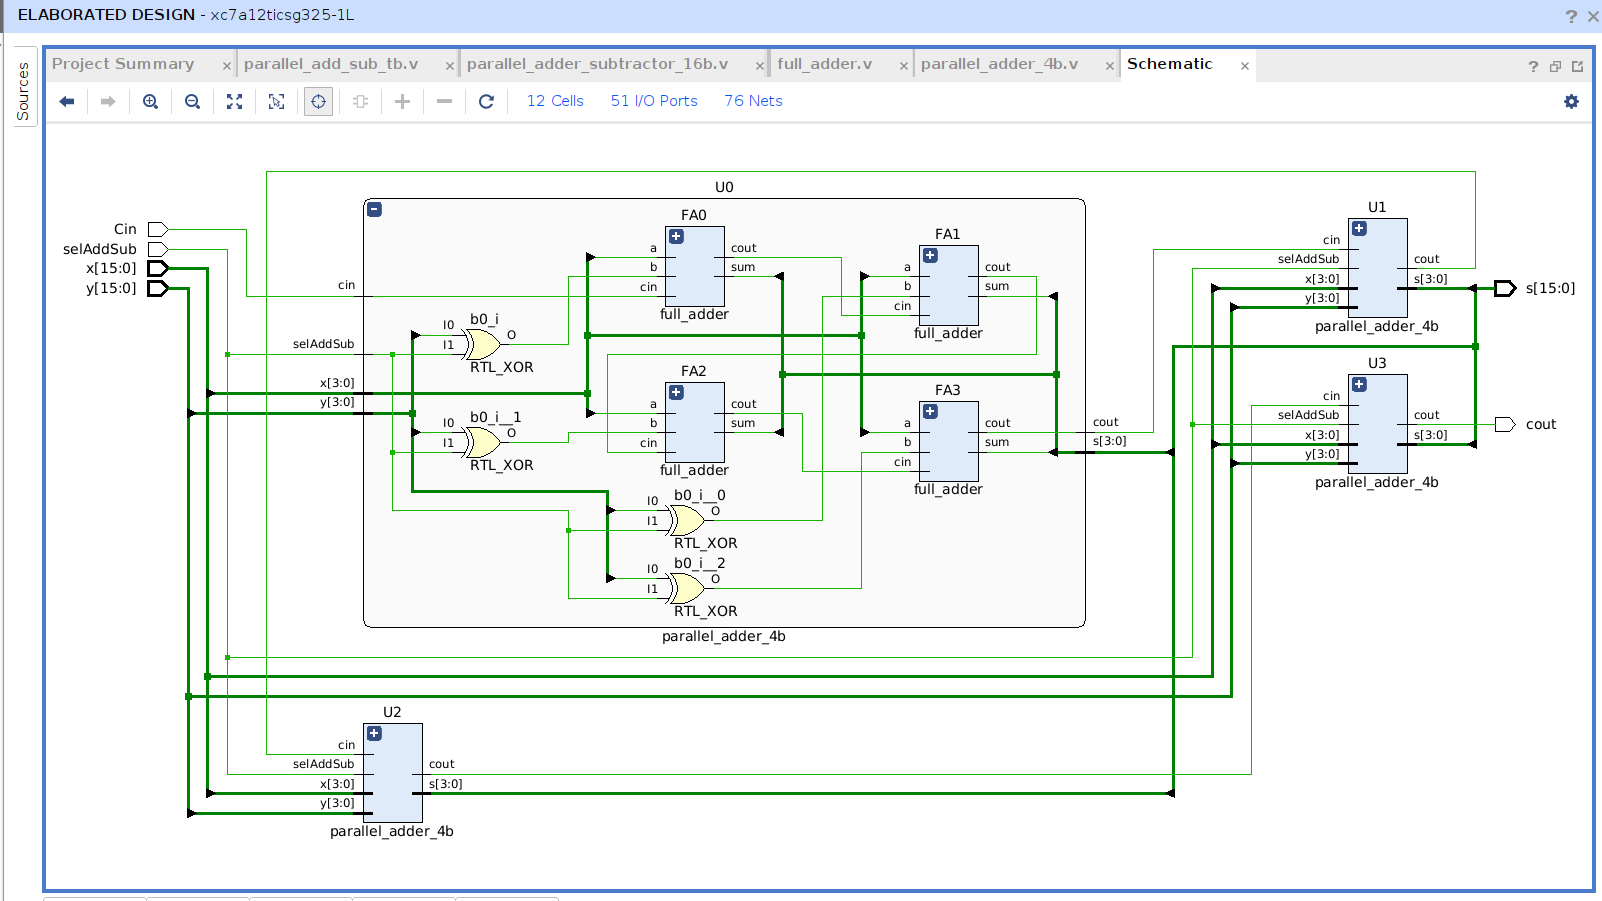 ELABORATED DESIGN - xc7a12ticsg325-1L
Sources
Project Summary
parallel_add_sub_tb.v
parallel_adder_subtractor_16b.v
full_adder.v
parallel_adder_4b.v
Schematic
12 Cells
51 I/O Ports
76 Nets
Cin
selAddSub
x[15:0]
y[15:0]
U0
cin
selAddSub
x[3:0]
y[3:0]
b0_i
I0
I1
O
RTL_XOR
b0_i__1
I0
I1
O
RTL_XOR
FA0
a
b
cin
cout
sum
full_adder
FA2
a
b
cin
cout
sum
full_adder
b0_i__0
I0
I1
O
RTL_XOR
b0_i__2
I0
I1
O
RTL_XOR
FA1
a
b
cin
cout
sum
full_adder
FA3
a
b
cin
cout
sum
full_adder
cout
s[3:0]
parallel_adder_4b
U1
cin
selAddSub
x[3:0]
y[3:0]
cout
s[3:0]
parallel_adder_4b
U3
cin
selAddSub
x[3:0]
y[3:0]
cout
s[3:0]
parallel_adder_4b
s[15:0]
cout
U2
cin
selAddSub
x[3:0]
y[3:0]
cout
s[3:0]
parallel_adder_4b